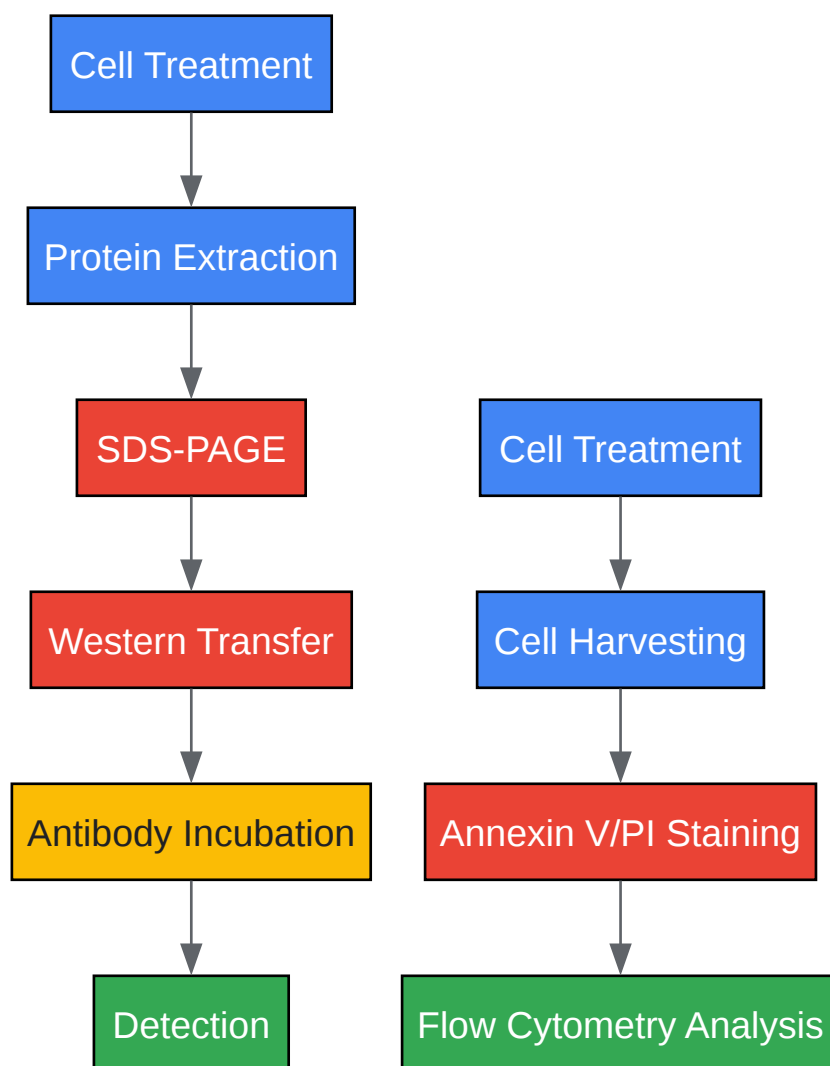 Cell Treatment
Protein Extraction
SDS-PAGE
Western Transfer
Antibody Incubation
Detection
Cell Treatment
Cell Harvesting
Annexin V/PI Staining
Flow Cytometry Analysis